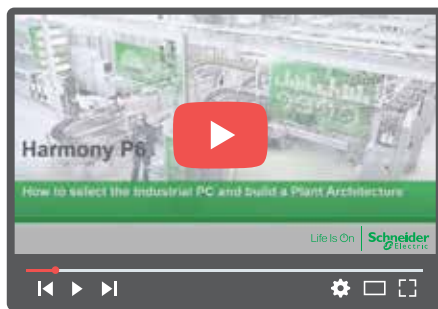 Harmony P6
How to select the Industrial PC and build a Plant Architecture
Life Is On
Schneider
Electric